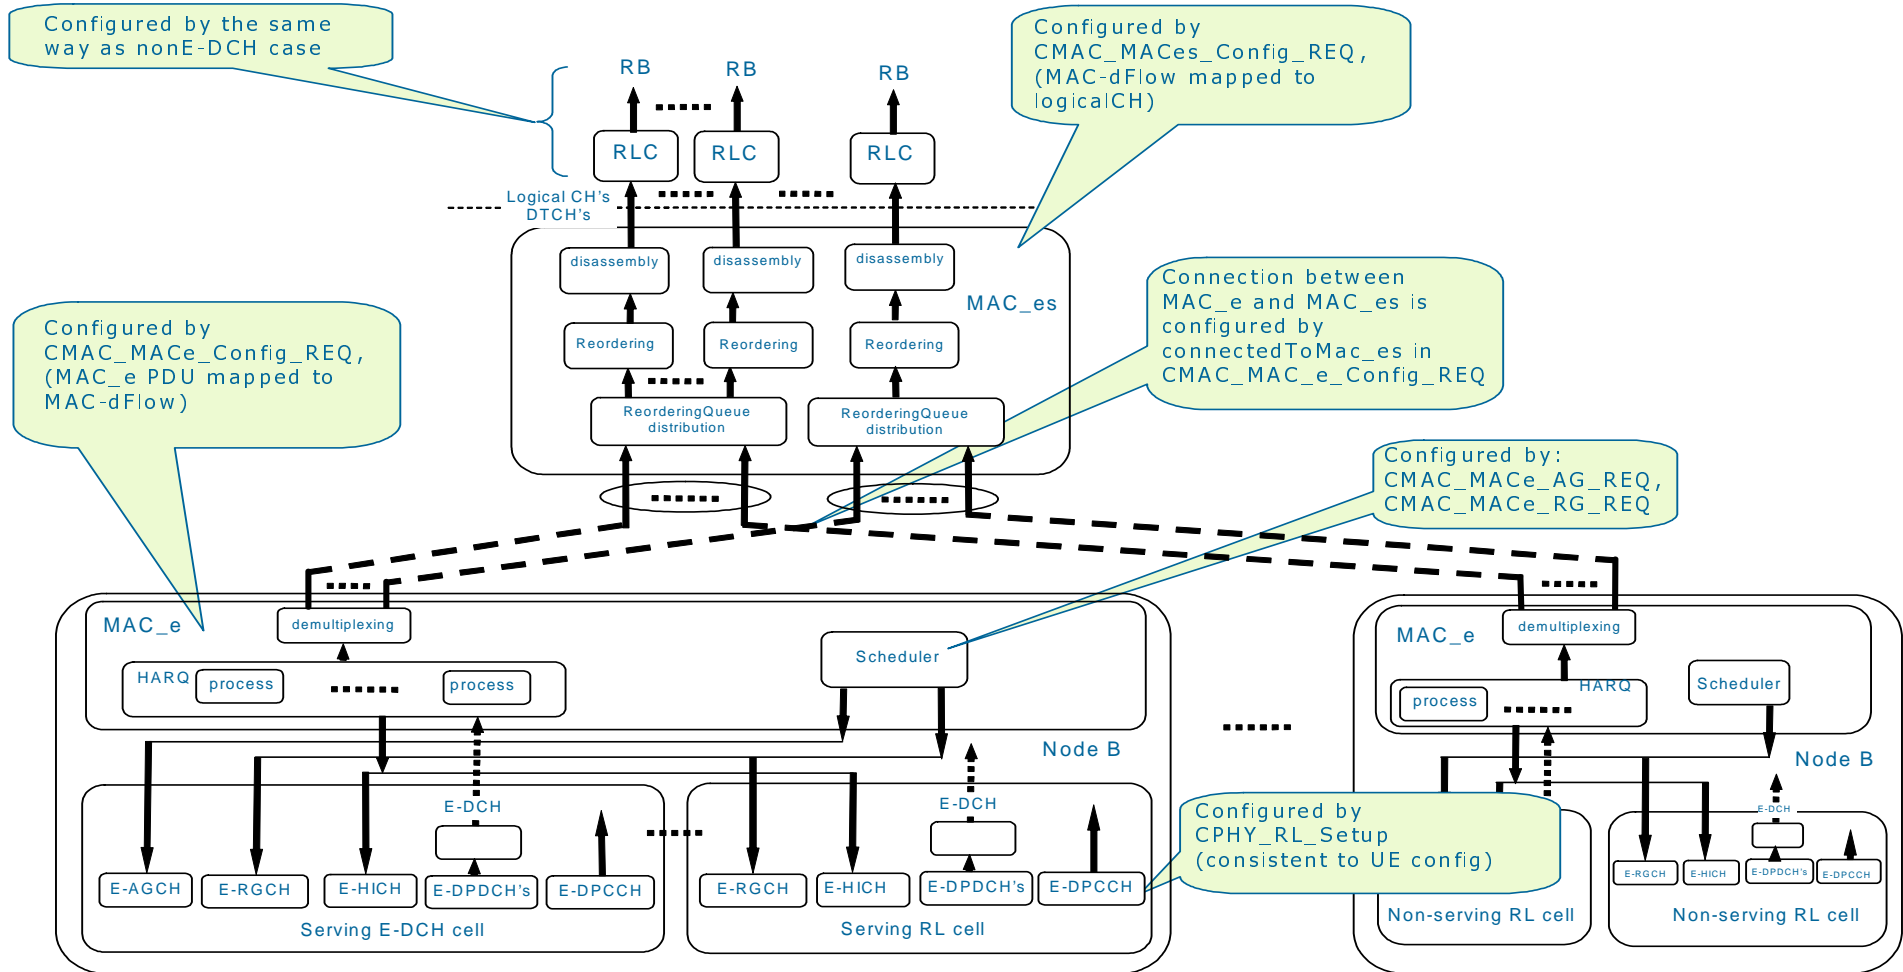 Configured by the same
way as nonE-DCH case
Configured by
CMAC_MACes_Config_REQ,
(MAC-dFlow mapped to
logicalCH)
RB
RB
RB
RLC
RLC
RLC
Logical CH's
DTCH's
disassembly
disassembly
disassembly
MAC_es
Reordering
Reordering
Reordering
ReorderingQueue
distribution
ReorderingQueue
distribution
Connection between
MAC_e and MAC_es is
configured by
connectedToMac_es in
CMAC_MAC_e_Config_REQ
Configured by
CMAC_MACe_Config_REQ,
(MAC_e PDU mapped to
MAC-dFlow)
Configured by:
CMAC_MACe_AG_REQ,
CMAC_MACe_RG_REQ
MAC_e
demultiplexing
Scheduler
HARQ
process
process
Node B
MAC_e
demultiplexing
HARQ
process
Scheduler
Node B
E-DCH
E-AGCH
E-RGCH
E-HICH
E-DPDCH's
E-DPCCH
Serving E-DCH cell
E-DCH
E-RGCH
E-HICH
E-DPDCH's
E-DPCCH
Serving RL cell
Configured by
CPHY_RL_Setup
(consistent to UE config)
Non-serving RL cell
E-DCH
E-RGCH
E-HICH
E-DPDCH's
E-DPCCH
Non-serving RL cell